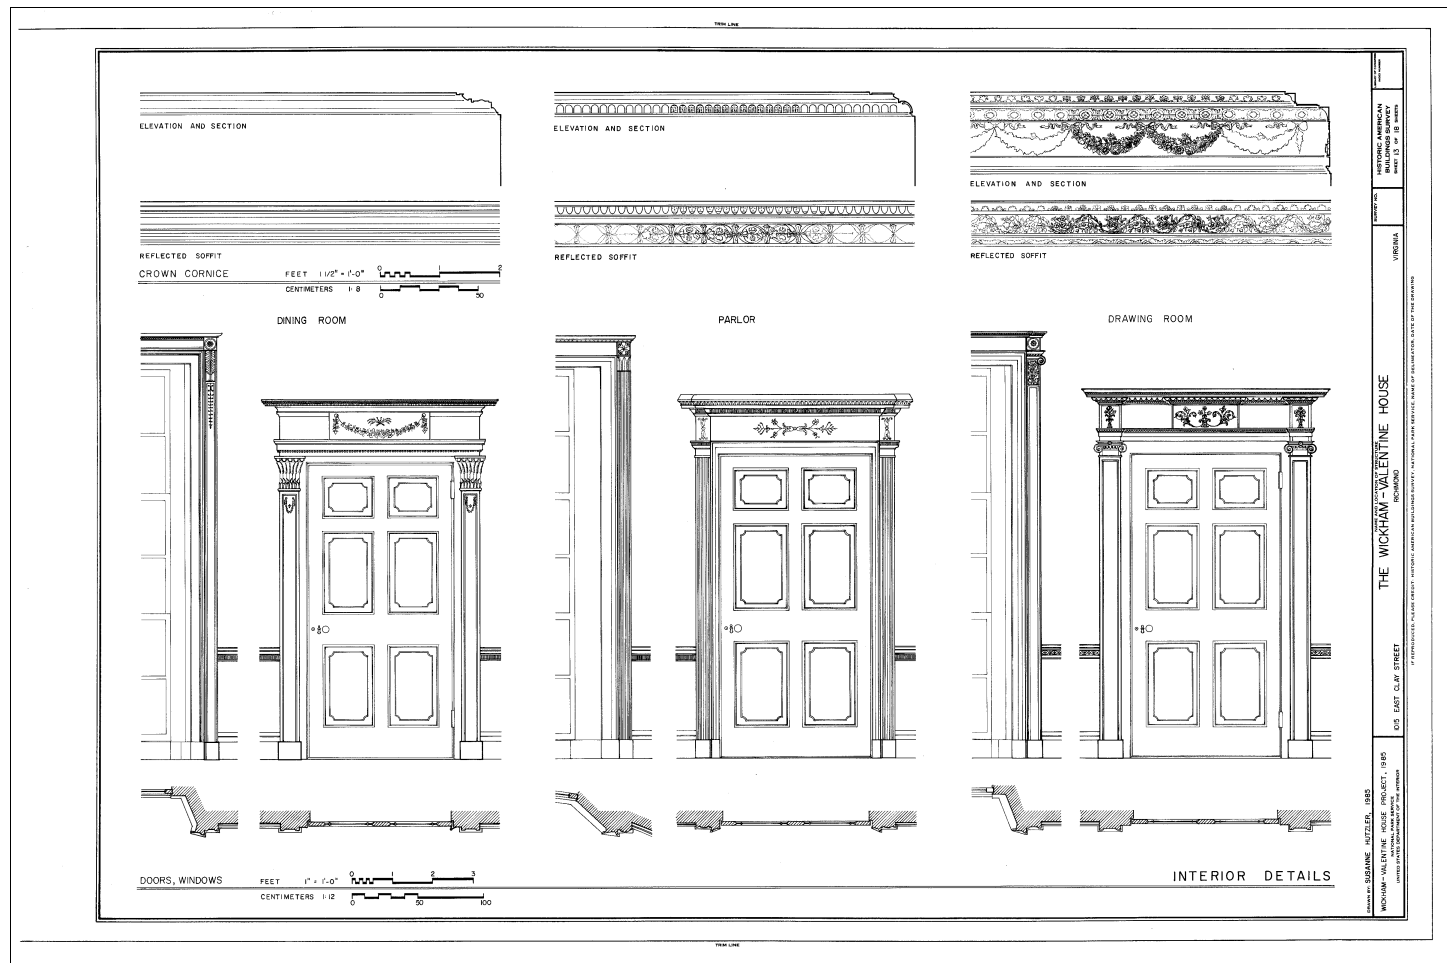 TRIM LINE
ELEVATION AND SECTION
ELEVATION AND SECTION
ELEVATION AND SECTION
REFLECTED SOFFIT
REFLECTED SOFFIT
REFLECTED SOFFIT
CROWN CORNICE
FEET 1 1/2" = 1'-0"
0 1 2
CENTIMETERS 1:8
0 50
DINING ROOM
PARLOR
DRAWING ROOM
DOORS, WINDOWS
FEET 1" = 1'-0"
0 1 2 3
CENTIMETERS 1:12
0 50 100
INTERIOR DETAILS
HISTORIC AMERICAN
BUILDINGS SURVEY
SHEET 13 OF 18 SHEETS
SURVEY NO.
NAME AND LOCATION OF STRUCTURE
THE WICKHAM-VALENTINE HOUSE
1015 EAST CLAY STREET RICHMOND VIRGINIA
DRAWN BY: SUSANNE HUTZLER, 1985
WICKHAM-VALENTINE HOUSE PROJECT, 1985
NATIONAL PARK SERVICE
UNITED STATES DEPARTMENT OF THE INTERIOR
IF REPRODUCED, PLEASE CREDIT: HISTORIC AMERICAN BUILDINGS SURVEY, NATIONAL PARK SERVICE, NAME OF DELINEATOR, DATE OF THE DRAWING
TRIM LINE